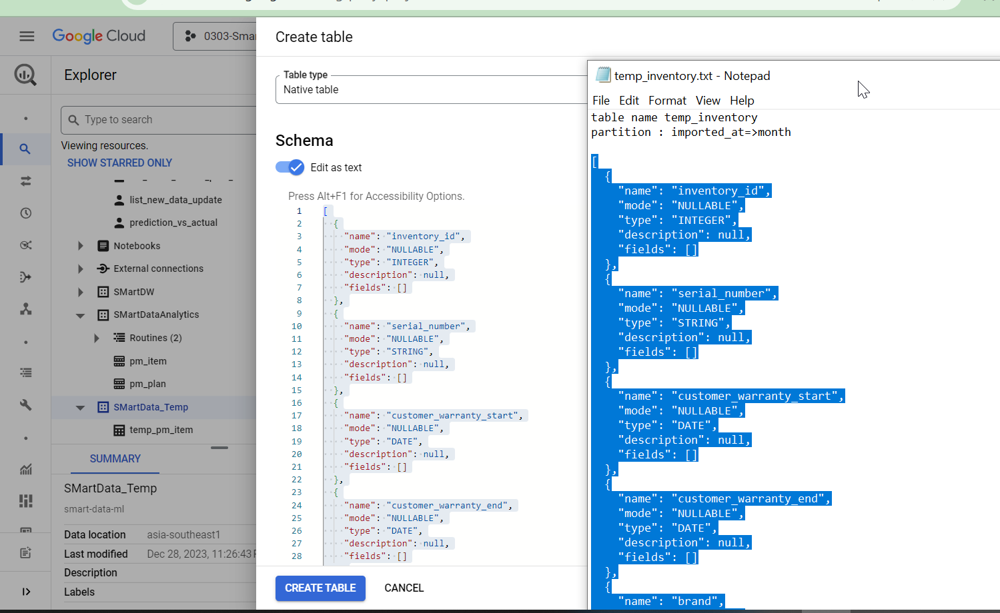 Google Cloud
0303-Smar
Explorer
Type to search
Viewing resources.
SHOW STARRED ONLY
list_new_data_update
prediction_vs_actual
Notebooks
External connections
SMartDW
SMartDataAnalytics
Routines (2)
pm_item
pm_plan
SMartData_Temp
temp_pm_item
SUMMARY
SMartData_Temp
smart-data-ml
Data location asia-southeast1
Last modified Dec 28, 2023, 11:26:43
Description
Labels
Create table
Table type
Native table
Schema
Edit as text
Press Alt+F1 for Accessibility Options.
1 [
2 {
3 "name": "inventory_id",
4 "mode": "NULLABLE",
5 "type": "INTEGER",
6 "description": null,
7 "fields": []
8 },
9 {
10 "name": "serial_number",
11 "mode": "NULLABLE",
12 "type": "STRING",
13 "description": null,
14 "fields": []
15 },
16 {
17 "name": "customer_warranty_start",
18 "mode": "NULLABLE",
19 "type": "DATE",
20 "description": null,
21 "fields": []
22 },
23 {
24 "name": "customer_warranty_end",
25 "mode": "NULLABLE",
26 "type": "DATE",
27 "description": null,
28 "fields": []
CREATE TABLE
CANCEL
temp_inventory.txt - Notepad
File Edit Format View Help
table name temp_inventory
partition : imported_at=>month
[
{
"name": "inventory_id",
"mode": "NULLABLE",
"type": "INTEGER",
"description": null,
"fields": []
},
{
"name": "serial_number",
"mode": "NULLABLE",
"type": "STRING",
"description": null,
"fields": []
},
{
"name": "customer_warranty_start",
"mode": "NULLABLE",
"type": "DATE",
"description": null,
"fields": []
},
{
"name": "customer_warranty_end",
"mode": "NULLABLE",
"type": "DATE",
"description": null,
"fields": []
},
{
"name": "brand",